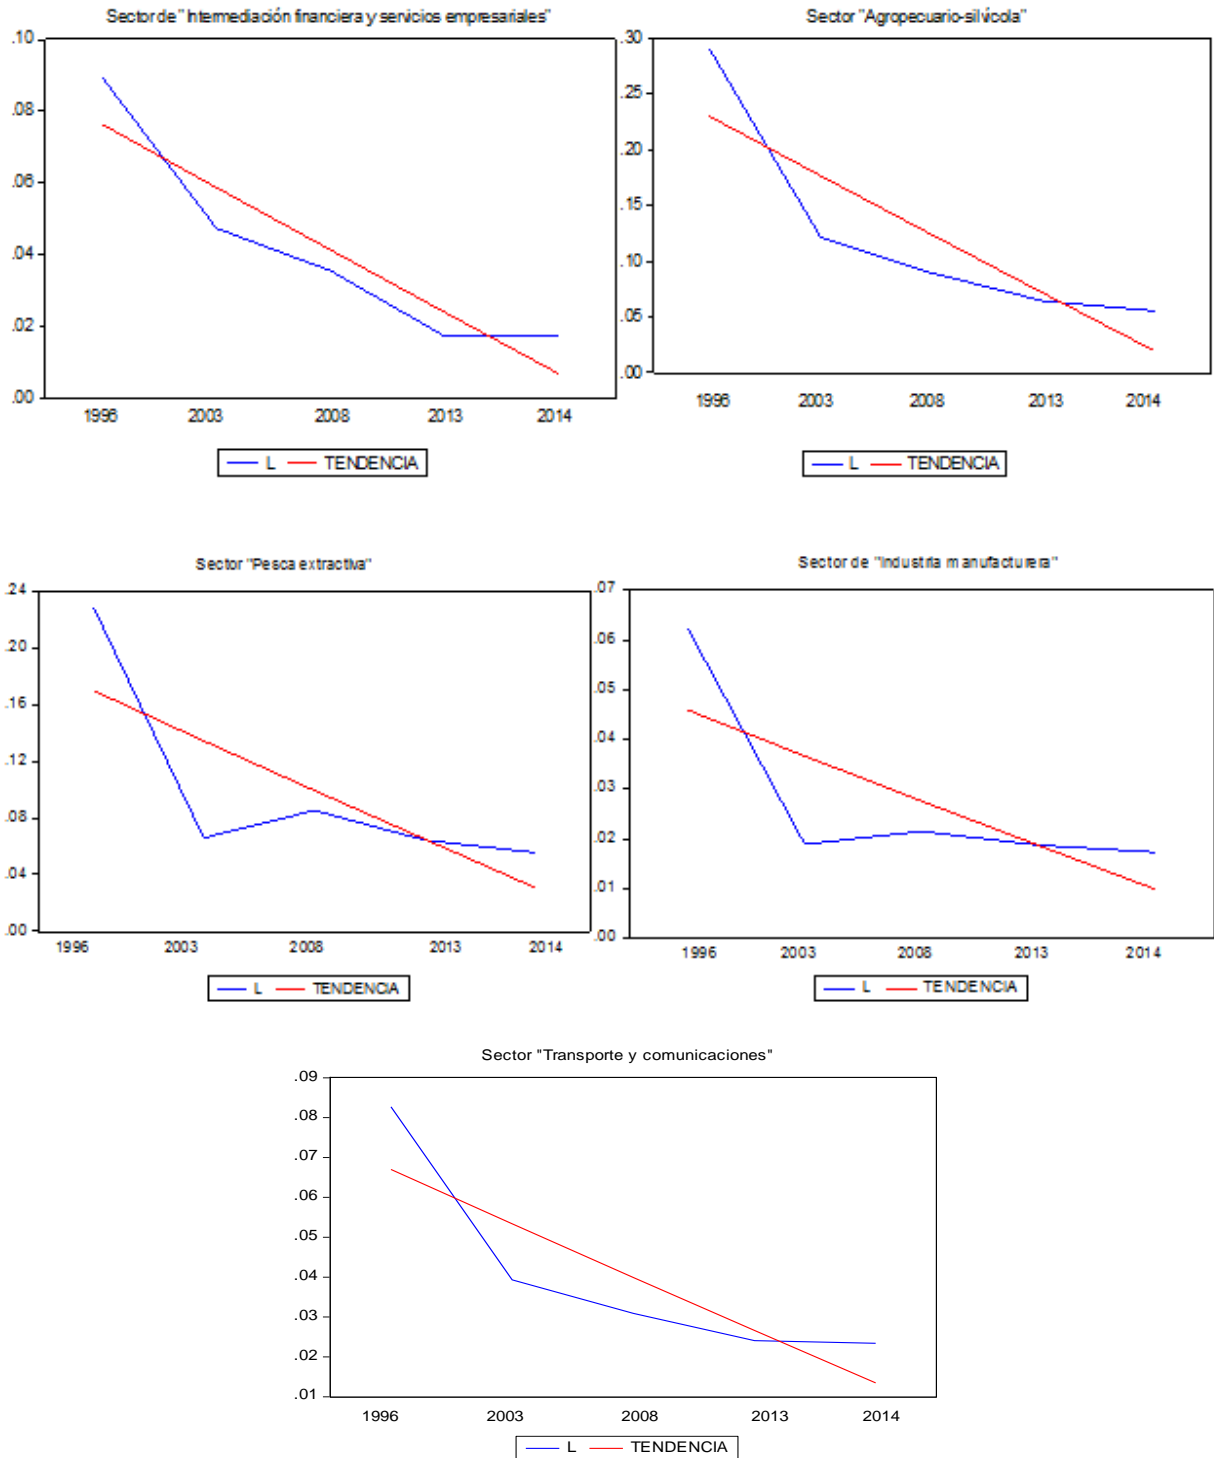 Sector de "Intermediación financiera y servicios empresariales"
.10
.08
.06
.04
.02
.00
1996 2003 2008 2013 2014
L TENDENCIA
Sector "Agropecuario-silvícola"
.30
.25
.20
.15
.10
.05
.00
1996 2003 2008 2013 2014
L TENDENCIA
Sector "Pesca extractiva"
.24
.20
.16
.12
.08
.04
.00
1996 2003 2008 2013 2014
L TENDENCIA
Sector de "Industria manufacturera"
.07
.06
.05
.04
.03
.02
.01
.00
1996 2003 2008 2013 2014
L TENDENCIA
Sector "Transporte y comunicaciones"
.09
.08
.07
.06
.05
.04
.03
.02
.01
1996 2003 2008 2013 2014
L TENDENCIA